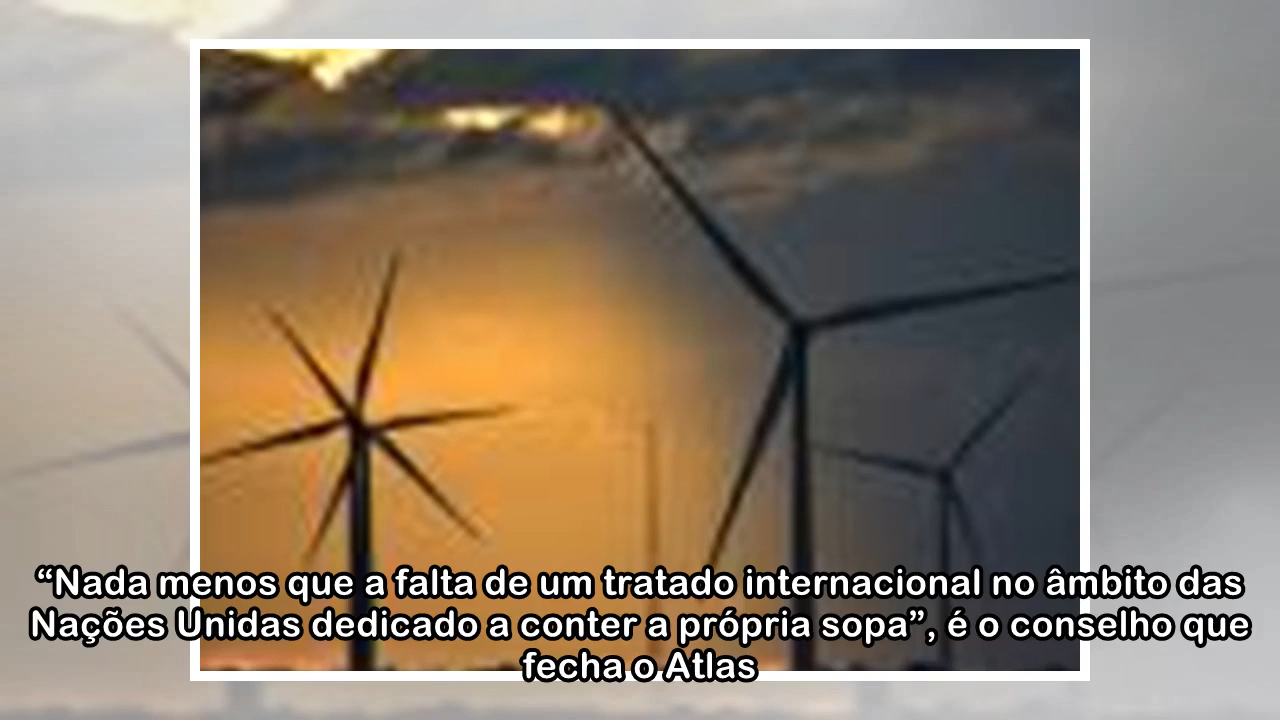 “Nada menos que a falta de um tratado internacional no âmbito das
Nações Unidas dedicado a conter a própria sopa”, é o conselho que
fecha o Atlas